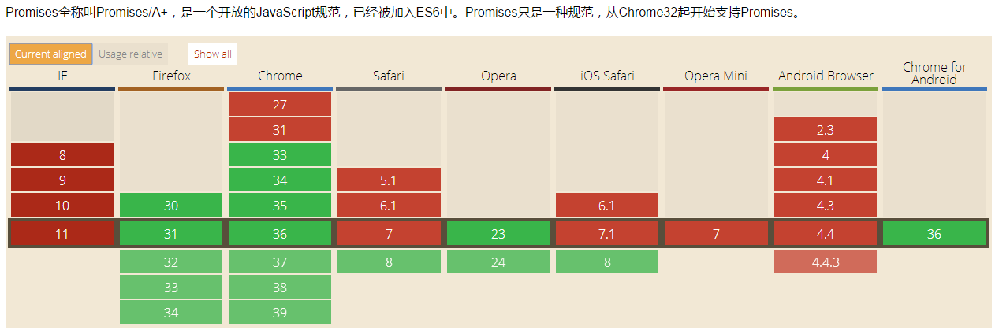 Promises全称叫Promises/A+，是一个开放的JavaScript规范，已经被加入ES6中。Promises只是一种规范，从Chrome32起开始支持Promises。
Current aligned Usage relative Show all
IE Firefox Chrome Safari Opera iOS Safari Opera Mini Android Browser Chrome for Android
27
31 2.3
8 33 4
9 34 5.1 4.1
10 30 35 6.1 6.1 4.3
11 31 36 7 23 7.1 7 4.4 36
32 37 8 24 8 4.4.3
33 38
34 39